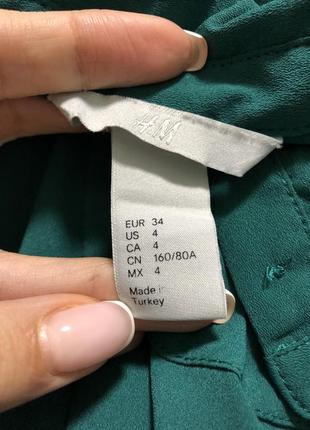 H&M
EUR 34
US 4
CA 4
CN 160/80A
MX 4
Made in
Turkey